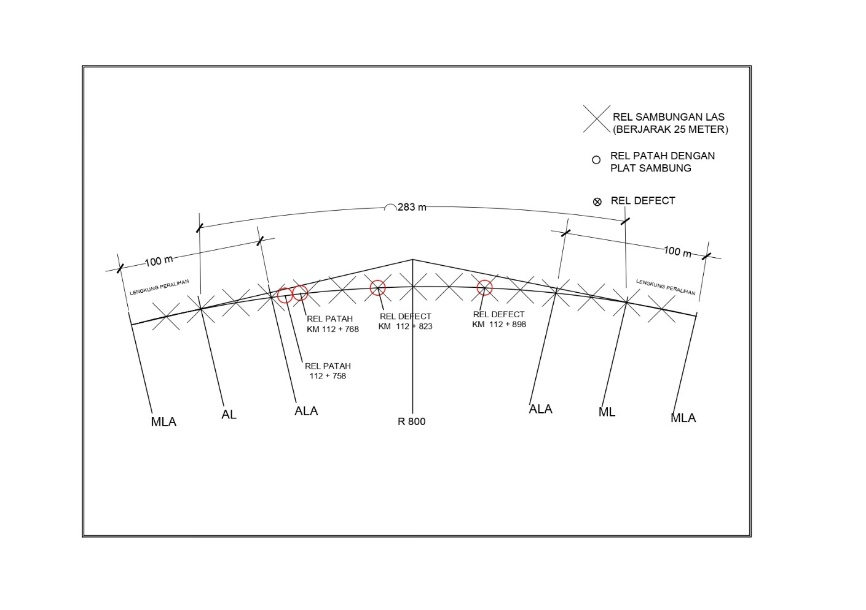 REL SAMBUNGAN LAS
(BERJARAK 25 METER)
REL PATAH DENGAN
PLAT SAMBUNG
REL DEFECT
283 m
100 m
100 m
LENGKUNG PERALIHAN
LENGKUNG PERALIHAN
REL PATAH
KM 112 + 768
REL DEFECT
KM 112 + 823
REL DEFECT
KM 112 + 898
REL PATAH
112 + 758
MLA
AL
ALA
R 800
ALA
ML
MLA